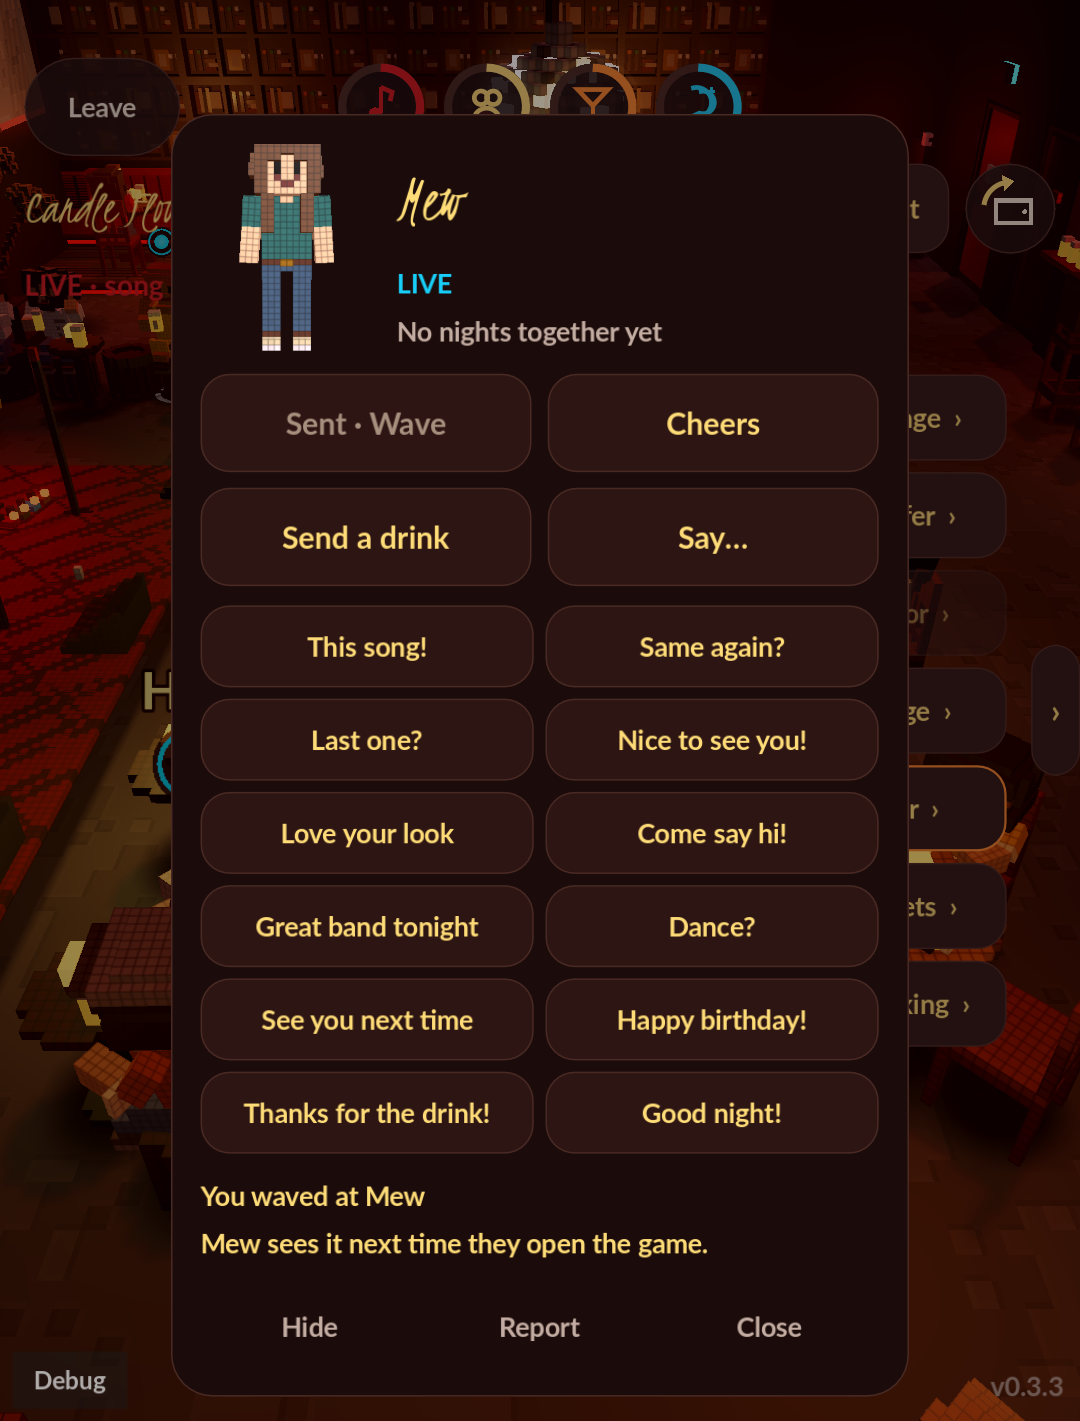 Leave
Candle
LIVE · song
Mew
LIVE
No nights together yet
Sent · Wave
Cheers
Send a drink
Say...
This song!
Same again?
Last one?
Nice to see you!
Love your look
Come say hi!
Great band tonight
Dance?
See you next time
Happy birthday!
Thanks for the drink!
Good night!
You waved at Mew
Mew sees it next time they open the game.
Hide
Report
Close
Debug
v0.3.3